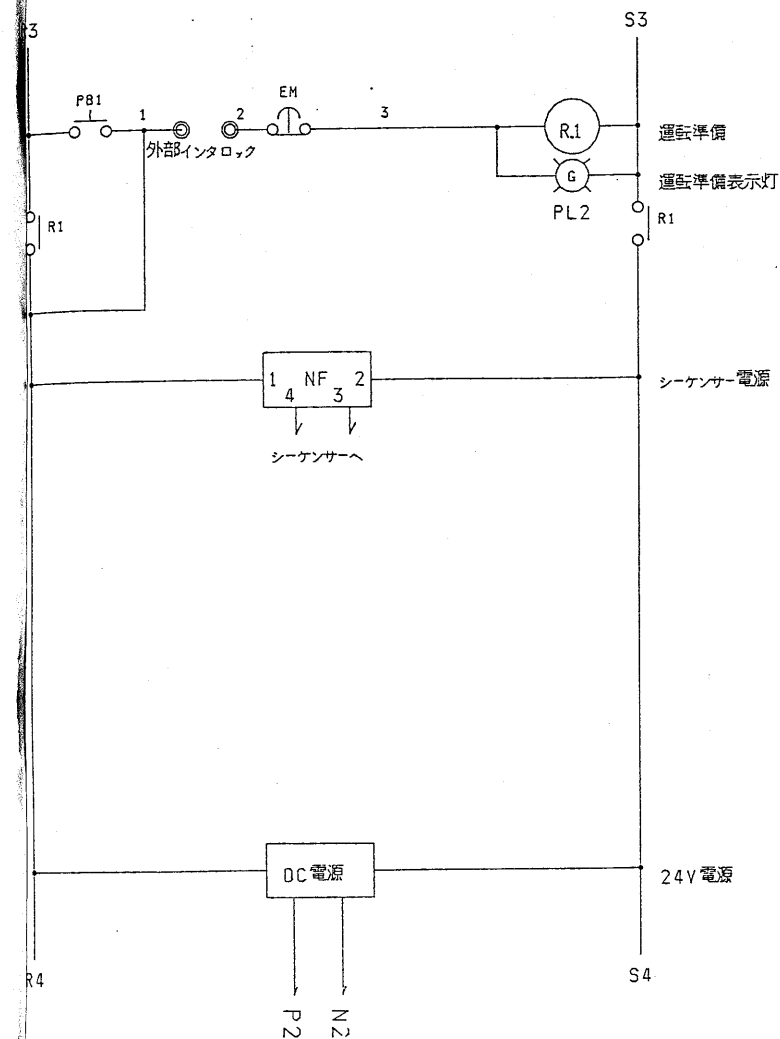 S3
PB1
1
2
EM
3
R.1
運転準備
外部インタロック
G
運転準備表示灯
PL2
R1
R1
1 NF 2
4 3
シーケンサー電源
シーケンサーへ
DC電源
24V電源
R4
S4
P2
N2